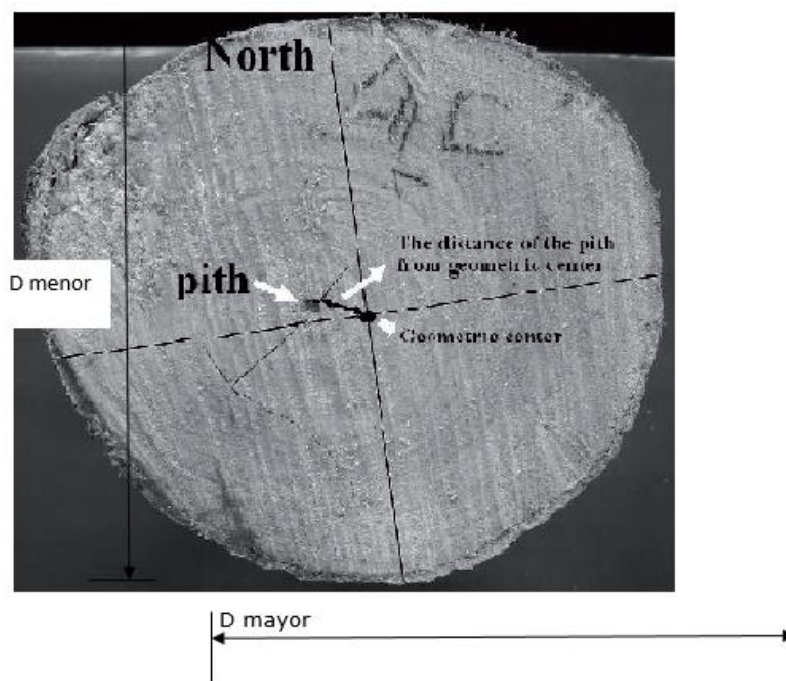 North
The distance of the pith
from geometric center
pith
D menor
Geometric center
D mayor